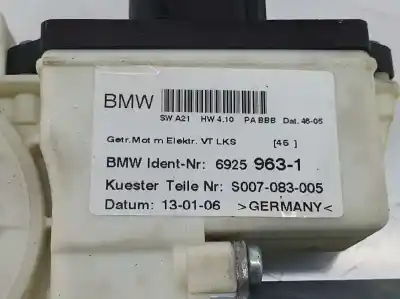 BMW SW A21 HW 4.10 PA BBB Dat. 46-05
Getr.Mot m Elektr. VT LKS [45]
BMW Ident-Nr: 6925 963-1
Kuester Teile Nr: S007-083-005
Datum: 13-01-06 >GERMANY<